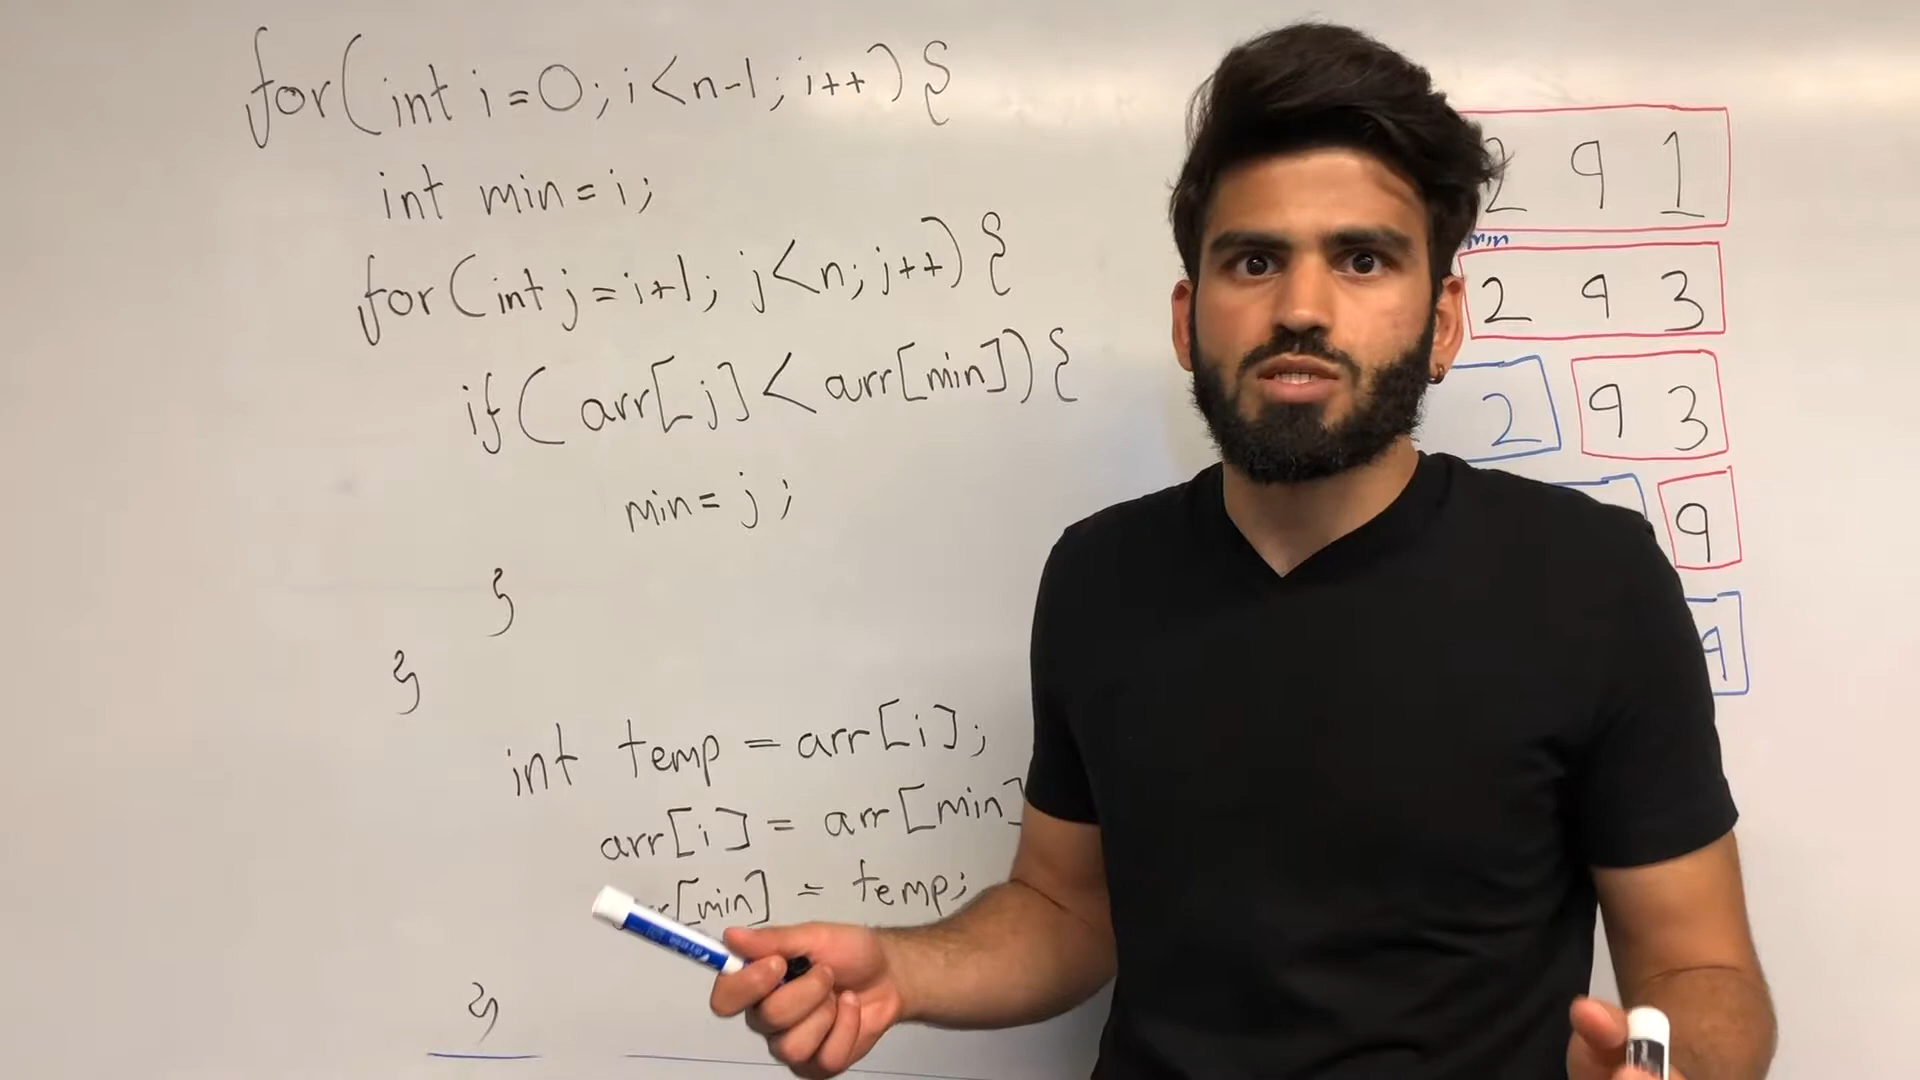 for(int i=0; i<n-1; i++){
int min=i;
for(int j=i+1; j<n; j++){
if( arr[j]<arr[min]){
min=j;
}
}
int temp = arr[i];
arr[i] = arr[min]
[min] = temp;
}
2 9 1
min
2 9 3
2 9 3
9
9